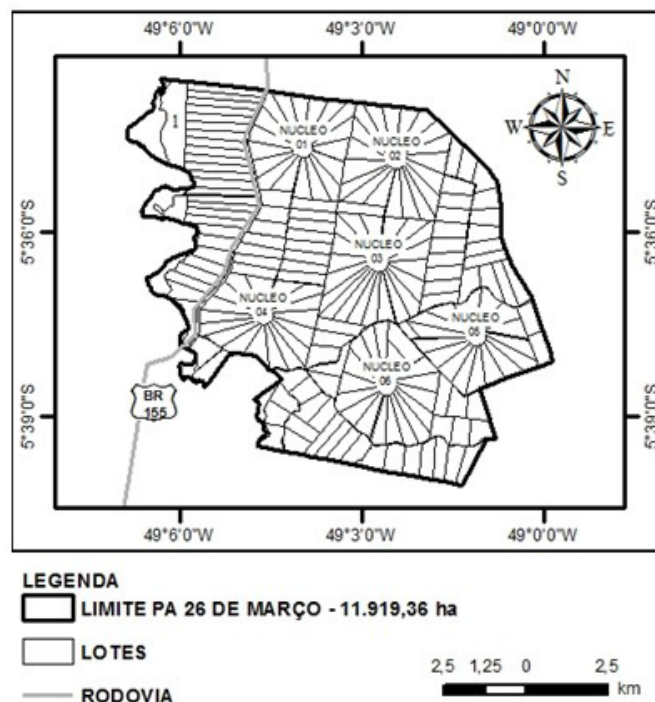 49°6'0"W 49°3'0"W 49°0'0"W
N
W E
S
1
NUCLEO
01
NUCLEO
02
5°36'0"S 5°36'0"S
NUCLEO
03
NUCLEO
04
NUCLEO
05
NUCLEO
06
BR
155
5°39'0"S 5°39'0"S
49°6'0"W 49°3'0"W 49°0'0"W
LEGENDA
LIMITE PA 26 DE MARÇO - 11.919,36 ha
LOTES
RODOVIA
2,5 1,25 0 2,5
km